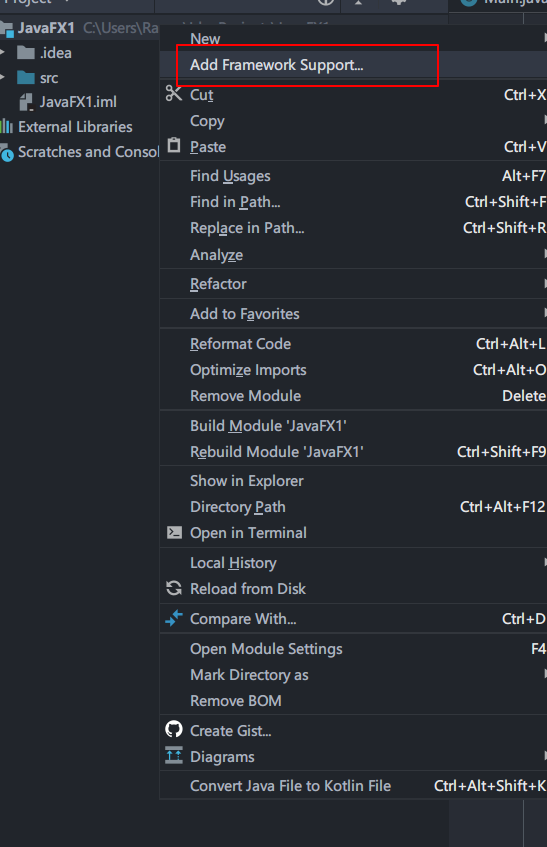 Project
Main.java
JavaFX1 C:\Users\Ra
.idea
src
JavaFX1.iml
External Libraries
Scratches and Consol
New
Add Framework Support...
Cut Ctrl+X
Copy
Paste Ctrl+V
Find Usages Alt+F7
Find in Path... Ctrl+Shift+F
Replace in Path... Ctrl+Shift+R
Analyze
Refactor
Add to Favorites
Reformat Code Ctrl+Alt+L
Optimize Imports Ctrl+Alt+O
Remove Module Delete
Build Module 'JavaFX1'
Rebuild Module 'JavaFX1' Ctrl+Shift+F9
Show in Explorer
Directory Path Ctrl+Alt+F12
Open in Terminal
Local History
Reload from Disk
Compare With... Ctrl+D
Open Module Settings F4
Mark Directory as
Remove BOM
Create Gist...
Diagrams
Convert Java File to Kotlin File Ctrl+Alt+Shift+K